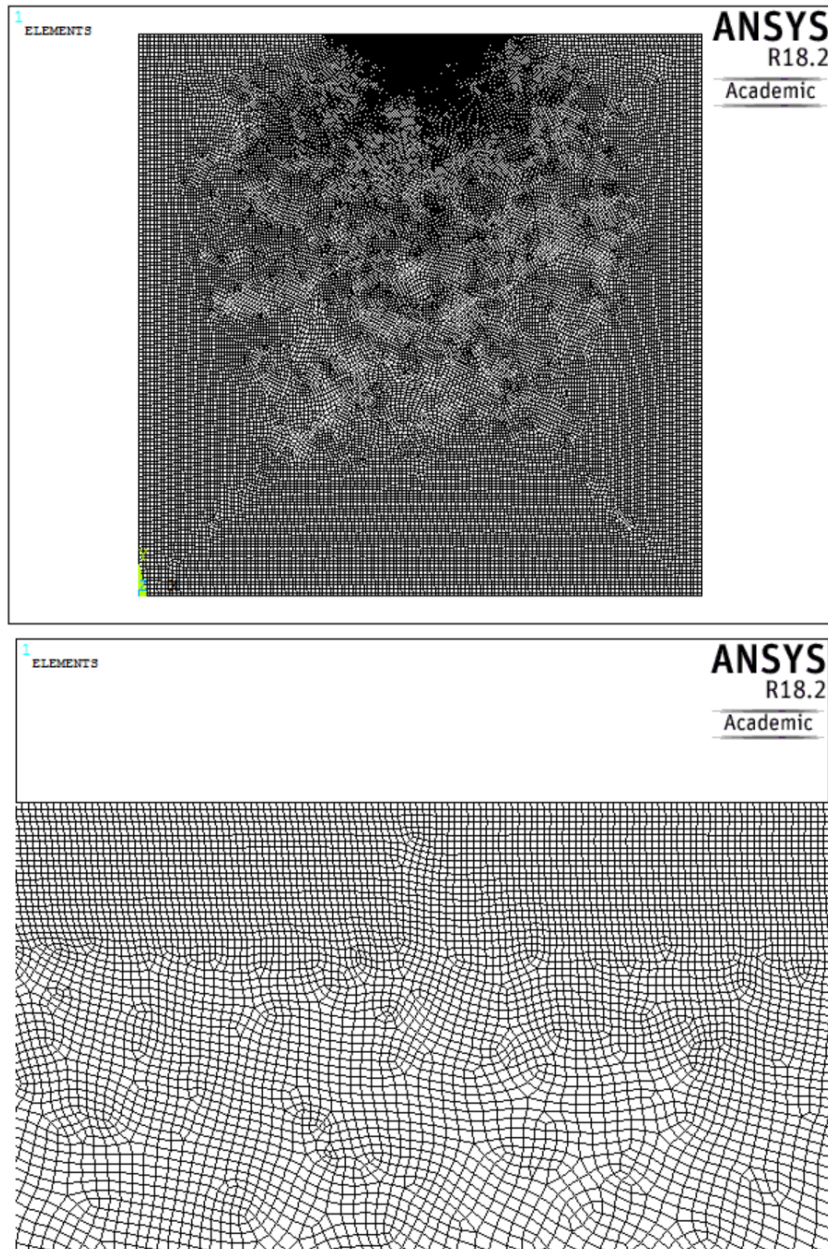 1
ELEMENTS
ANSYS
R18.2
Academic
Y
Z
X
1
ELEMENTS
ANSYS
R18.2
Academic